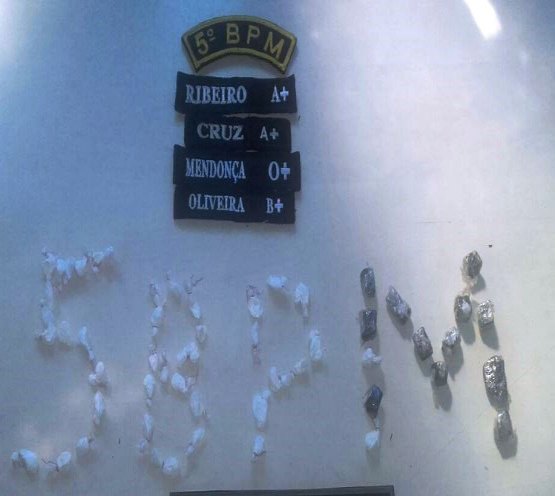 5º BPM
RIBEIRO A+
CRUZ A+
MENDONÇA O+
OLIVEIRA B+
5BPM